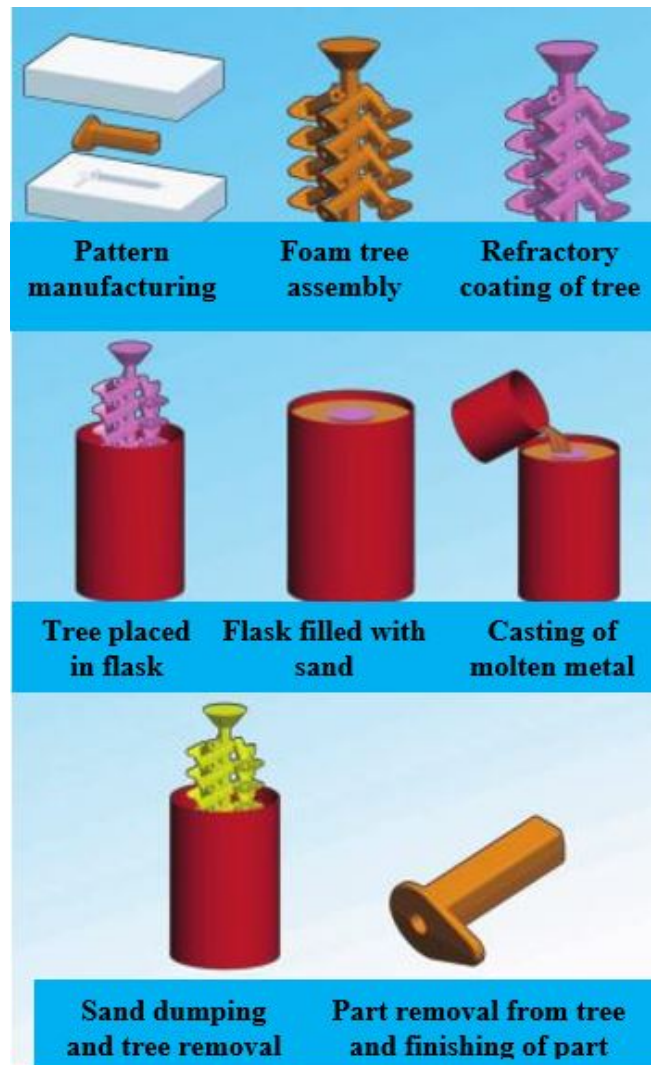 Pattern
manufacturing
Foam tree
assembly
Refractory
coating of tree
Tree placed
in flask
Flask filled with
sand
Casting of
molten metal
Sand dumping
and tree removal
Part removal from tree
and finishing of part